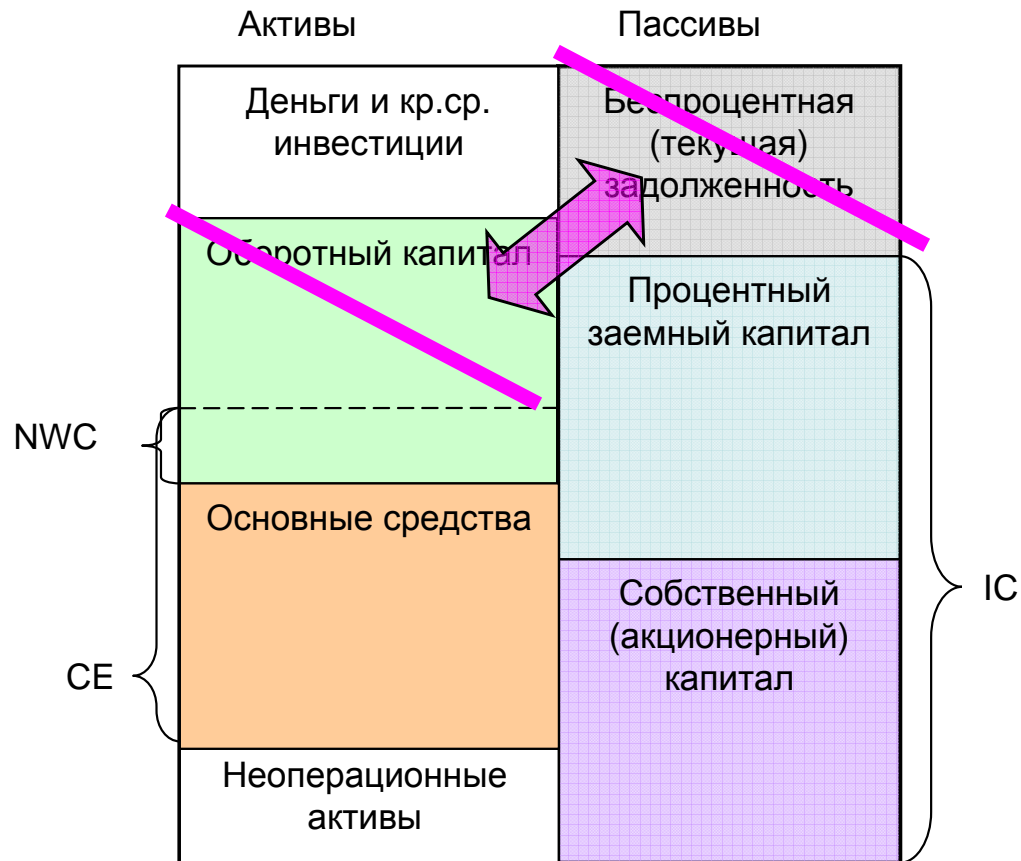 Активы
Пассивы
Деньги и кр.ср.
инвестиции
Беспроцентная
(текущая)
задолженность
Оборотный капитал
Процентный
заемный капитал
NWC
Основные средства
Собственный
(акционерный)
капитал
IC
CE
Неоперационные
активы